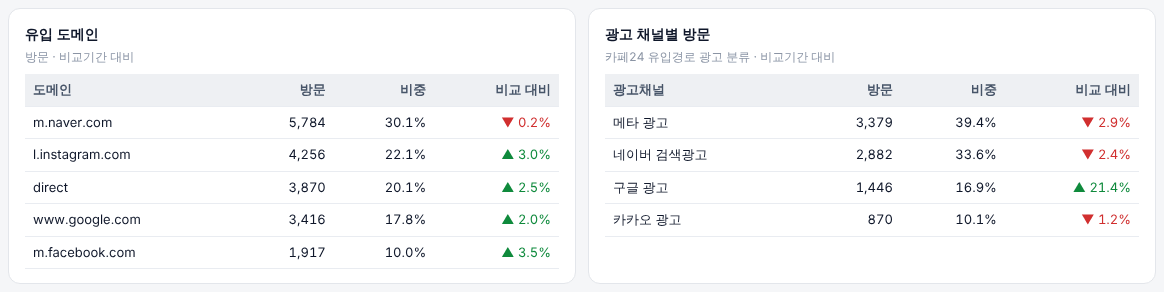 유입 도메인
방문 · 비교기간 대비
도메인 방문 비중 비교 대비
m.naver.com 5,784 30.1% ▼ 0.2%
l.instagram.com 4,256 22.1% ▲ 3.0%
direct 3,870 20.1% ▲ 2.5%
www.google.com 3,416 17.8% ▲ 2.0%
m.facebook.com 1,917 10.0% ▲ 3.5%
광고 채널별 방문
카페24 유입경로 광고 분류 · 비교기간 대비
광고채널 방문 비중 비교 대비
메타 광고 3,379 39.4% ▼ 2.9%
네이버 검색광고 2,882 33.6% ▼ 2.4%
구글 광고 1,446 16.9% ▲ 21.4%
카카오 광고 870 10.1% ▼ 1.2%